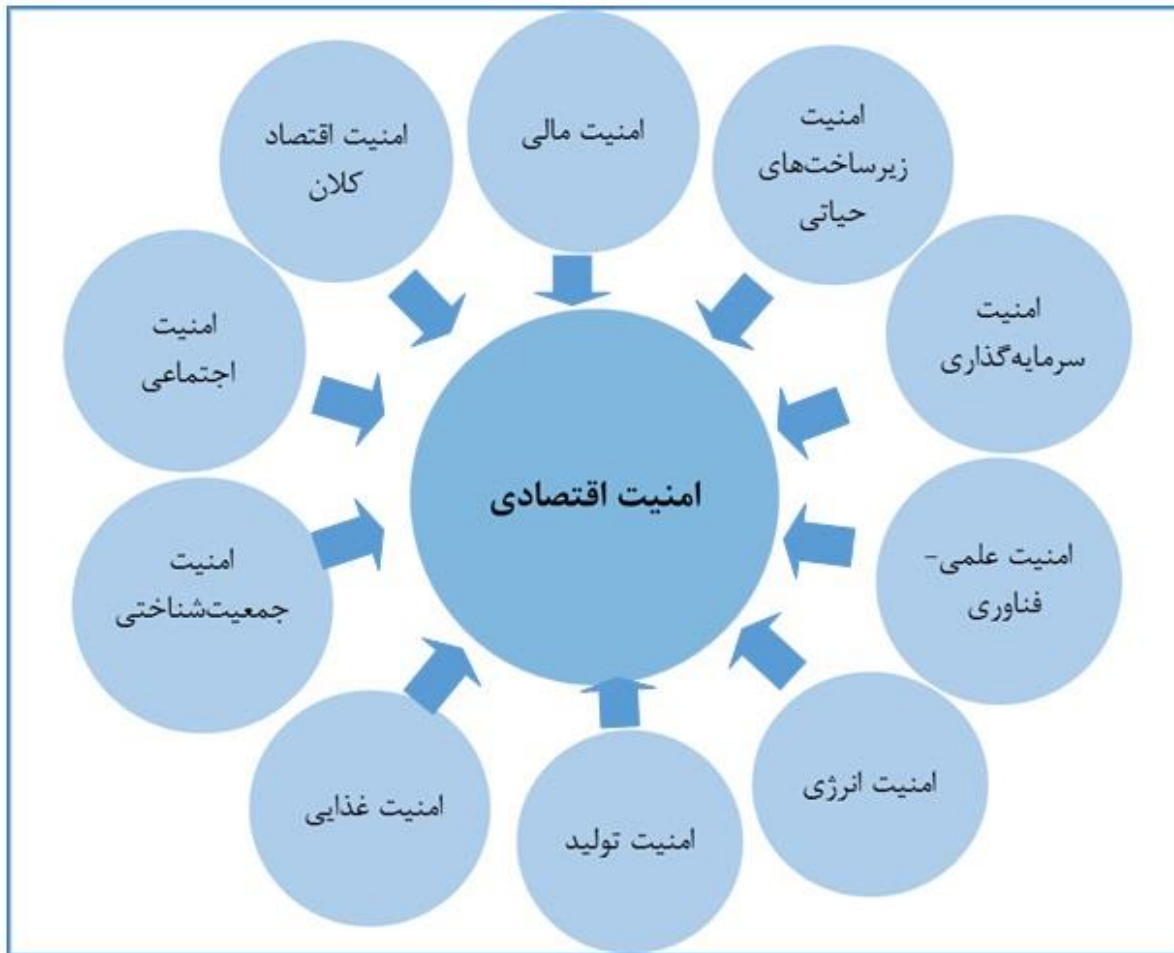 امنیت مالی
امنیت
زیرساخت‌های
حیاتی
امنیت
سرمایه‌گذاری
امنیت علمی-
فناوری
امنیت انرژی
امنیت تولید
امنیت غذایی
امنیت
جمعیت‌شناختی
امنیت
اجتماعی
امنیت اقتصاد
کلان
امنیت اقتصادی